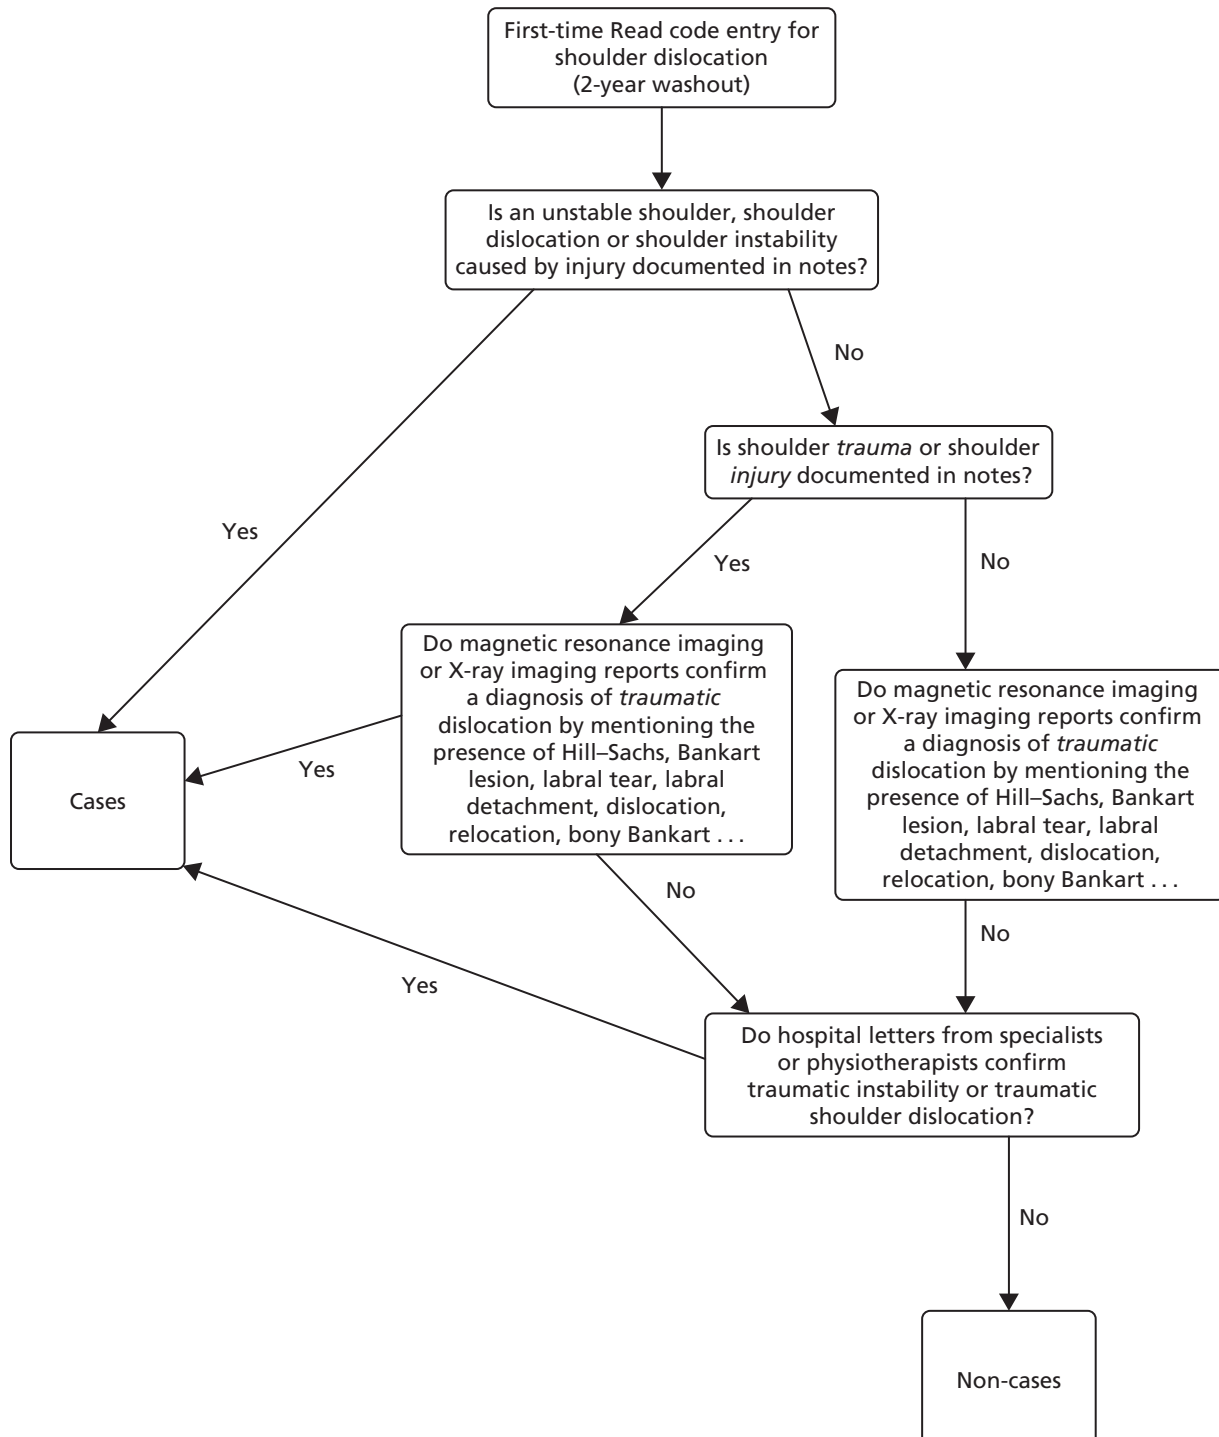 First-time Read code entry for
shoulder dislocation
(2-year washout)
Is an unstable shoulder, shoulder
dislocation or shoulder instability
caused by injury documented in notes?
No
Is shoulder trauma or shoulder
injury documented in notes?
Yes
Yes
No
Do magnetic resonance imaging
or X-ray imaging reports confirm
a diagnosis of traumatic
dislocation by mentioning the
presence of Hill–Sachs, Bankart
lesion, labral tear, labral
detachment, dislocation,
relocation, bony Bankart . . .
Do magnetic resonance imaging
or X-ray imaging reports confirm
a diagnosis of traumatic
dislocation by mentioning the
presence of Hill–Sachs, Bankart
lesion, labral tear, labral
detachment, dislocation,
relocation, bony Bankart . . .
Yes
Cases
No
No
Yes
Do hospital letters from specialists
or physiotherapists confirm
traumatic instability or traumatic
shoulder dislocation?
No
Non-cases